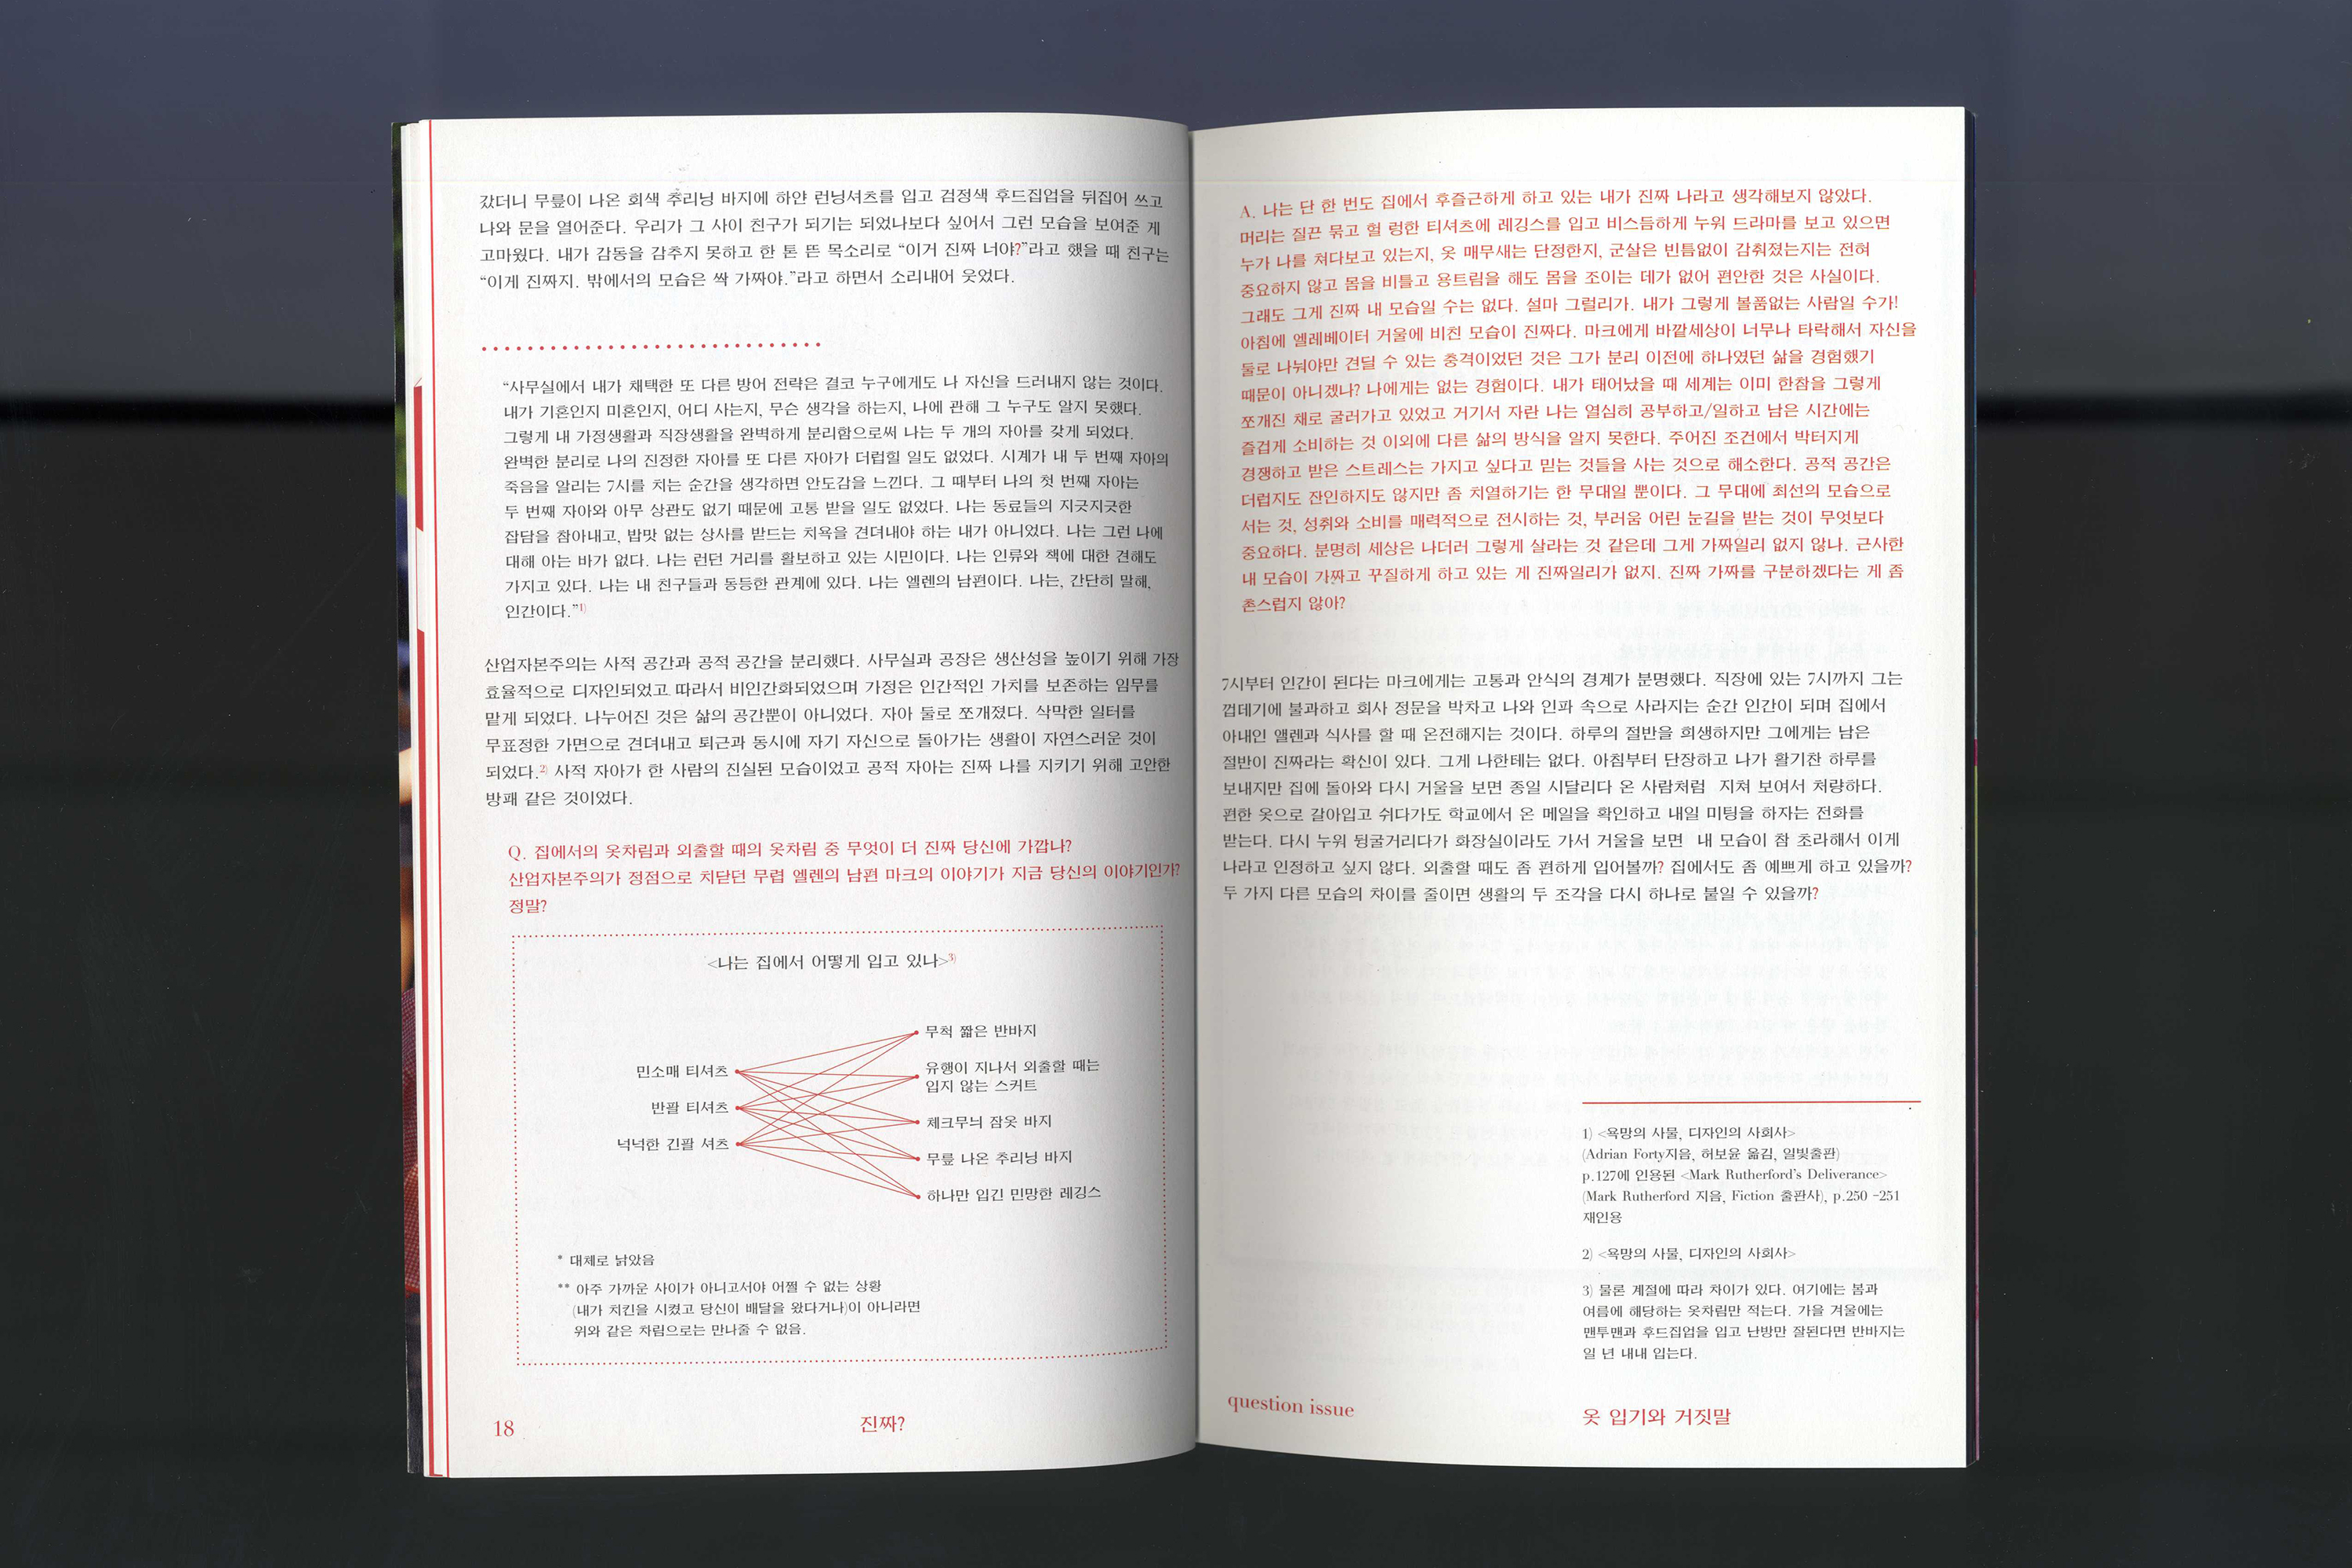 갔더니 무릎이 나온 회색 추리닝 바지에 하얀 런닝셔츠를 입고 검정색 후드집업을 뒤집어 쓰고
나와 문을 열어준다. 우리가 그 사이 친구가 되기는 되었나보다 싶어서 그런 모습을 보여준 게
고마웠다. 내가 감동을 감추지 못하고 한 톤 뜬 목소리로 “이거 진짜 너야?”라고 했을 때 친구는
“이게 진짜지. 밖에서의 모습은 싹 가짜야.”라고 하면서 소리내어 웃었다.
“사무실에서 내가 채택한 또 다른 방어 전략은 결코 누구에게도 나 자신을 드러내지 않는 것이다.
내가 기혼인지 미혼인지, 어디 사는지, 무슨 생각을 하는지, 나에 관해 그 누구도 알지 못했다.
그렇게 내 가정생활과 직장생활을 완벽하게 분리함으로써 나는 두 개의 자아를 갖게 되었다.
완벽한 분리로 나의 진정한 자아를 또 다른 자아가 더럽힐 일도 없었다. 시계가 내 두 번째 자아의
죽음을 알리는 7시를 치는 순간을 생각하면 안도감을 느낀다. 그 때부터 나의 첫 번째 자아는
두 번째 자아와 아무 상관도 없기 때문에 고통 받을 일도 없었다. 나는 동료들의 지긋지긋한
잡담을 참아내고, 밥맛 없는 상사를 받드는 치욕을 견뎌내야 하는 내가 아니었다. 나는 그런 나에
대해 아는 바가 없다. 나는 런던 거리를 활보하고 있는 시민이다. 나는 인류와 책에 대한 견해도
가지고 있다. 나는 내 친구들과 동등한 관계에 있다. 나는 엘렌의 남편이다. 나는, 간단히 말해,
인간이다.”1)
산업자본주의는 사적 공간과 공적 공간을 분리했다. 사무실과 공장은 생산성을 높이기 위해 가장
효율적으로 디자인되었고 따라서 비인간화되었으며 가정은 인간적인 가치를 보존하는 임무를
맡게 되었다. 나누어진 것은 삶의 공간뿐이 아니었다. 자아 둘로 쪼개졌다. 삭막한 일터를
무표정한 가면으로 견뎌내고 퇴근과 동시에 자기 자신으로 돌아가는 생활이 자연스러운 것이
되었다.2) 사적 자아가 한 사람의 진실된 모습이었고 공적 자아는 진짜 나를 지키기 위해 고안한
방패 같은 것이었다.
Q. 집에서의 옷차림과 외출할 때의 옷차림 중 무엇이 더 진짜 당신에 가깝나?
산업자본주의가 정점으로 치닫던 무렵 엘렌의 남편 마크의 이야기가 지금 당신의 이야기인가?
정말?
<나는 집에서 어떻게 입고 있나>3)
민소매 티셔츠
반팔 티셔츠
넉넉한 긴팔 셔츠
무척 짧은 반바지
유행이 지나서 외출할 때는
입지 않는 스커트
체크무늬 잠옷 바지
무릎 나온 추리닝 바지
하나만 입긴 민망한 레깅스
* 대체로 낡았음
** 아주 가까운 사이가 아니고서야 어쩔 수 없는 상황
(내가 치킨을 시켰고 당신이 배달을 왔다거나)이 아니라면
위와 같은 차림으로는 만나줄 수 없음.
18
진짜?
A. 나는 단 한 번도 집에서 후즐근하게 하고 있는 내가 진짜 나라고 생각해보지 않았다.
머리는 질끈 묶고 헐 렁한 티셔츠에 레깅스를 입고 비스듬하게 누워 드라마를 보고 있으면
누가 나를 쳐다보고 있는지, 옷 매무새는 단정한지, 군살은 빈틈없이 감춰졌는지는 전혀
중요하지 않고 몸을 비틀고 용트림을 해도 몸을 조이는 데가 없어 편안한 것은 사실이다.
그래도 그게 진짜 내 모습일 수는 없다. 설마 그럴리가. 내가 그렇게 볼품없는 사람일 수가!
아침에 엘레베이터 거울에 비친 모습이 진짜다. 마크에게 바깥세상이 너무나 타락해서 자신을
둘로 나눠야만 견딜 수 있는 충격이었던 것은 그가 분리 이전에 하나였던 삶을 경험했기
때문이 아니겠나? 나에게는 없는 경험이다. 내가 태어났을 때 세계는 이미 한참을 그렇게
쪼개진 채로 굴러가고 있었고 거기서 자란 나는 열심히 공부하고/일하고 남은 시간에는
즐겁게 소비하는 것 이외에 다른 삶의 방식을 알지 못한다. 주어진 조건에서 박터지게
경쟁하고 받은 스트레스는 가지고 싶다고 믿는 것들을 사는 것으로 해소한다. 공적 공간은
더럽지도 잔인하지도 않지만 좀 치열하기는 한 무대일 뿐이다. 그 무대에 최선의 모습으로
서는 것, 성취와 소비를 매력적으로 전시하는 것, 부러움 어린 눈길을 받는 것이 무엇보다
중요하다. 분명히 세상은 나더러 그렇게 살라는 것 같은데 그게 가짜일리 없지 않나. 근사한
내 모습이 가짜고 꾸질하게 하고 있는 게 진짜일리가 없지. 진짜 가짜를 구분하겠다는 게 좀
촌스럽지 않아?
7시부터 인간이 된다는 마크에게는 고통과 안식의 경계가 분명했다. 직장에 있는 7시까지 그는
껍데기에 불과하고 회사 정문을 박차고 나와 인파 속으로 사라지는 순간 인간이 되며 집에서
아내인 앨렌과 식사를 할 때 온전해지는 것이다. 하루의 절반을 희생하지만 그에게는 남은
절반이 진짜라는 확신이 있다. 그게 나한테는 없다. 아침부터 단장하고 나가 활기찬 하루를
보내지만 집에 돌아와 다시 거울을 보면 종일 시달리다 온 사람처럼 지쳐 보여서 처량하다.
편한 옷으로 갈아입고 쉬다가도 학교에서 온 메일을 확인하고 내일 미팅을 하자는 전화를
받는다. 다시 누워 뒹굴거리다가 화장실이라도 가서 거울을 보면 내 모습이 참 초라해서 이게
나라고 인정하고 싶지 않다. 외출할 때도 좀 편하게 입어볼까? 집에서도 좀 예쁘게 하고 있을까?
두 가지 다른 모습의 차이를 줄이면 생활의 두 조각을 다시 하나로 붙일 수 있을까?
1) <욕망의 사물, 디자인의 사회사>
(Adrian Forty지음, 허보윤 옮김, 일빛출판)
p.127에 인용된 <Mark Rutherford's Deliverance>
(Mark Rutherford 지음, Fiction 출판사), p.250 -251
재인용
2) <욕망의 사물, 디자인의 사회사>
3) 물론 계절에 따라 차이가 있다. 여기에는 봄과
여름에 해당하는 옷차림만 적는다. 가을 겨울에는
맨투맨과 후드집업을 입고 난방만 잘된다면 반바지는
일 년 내내 입는다.
question issue
옷 입기와 거짓말